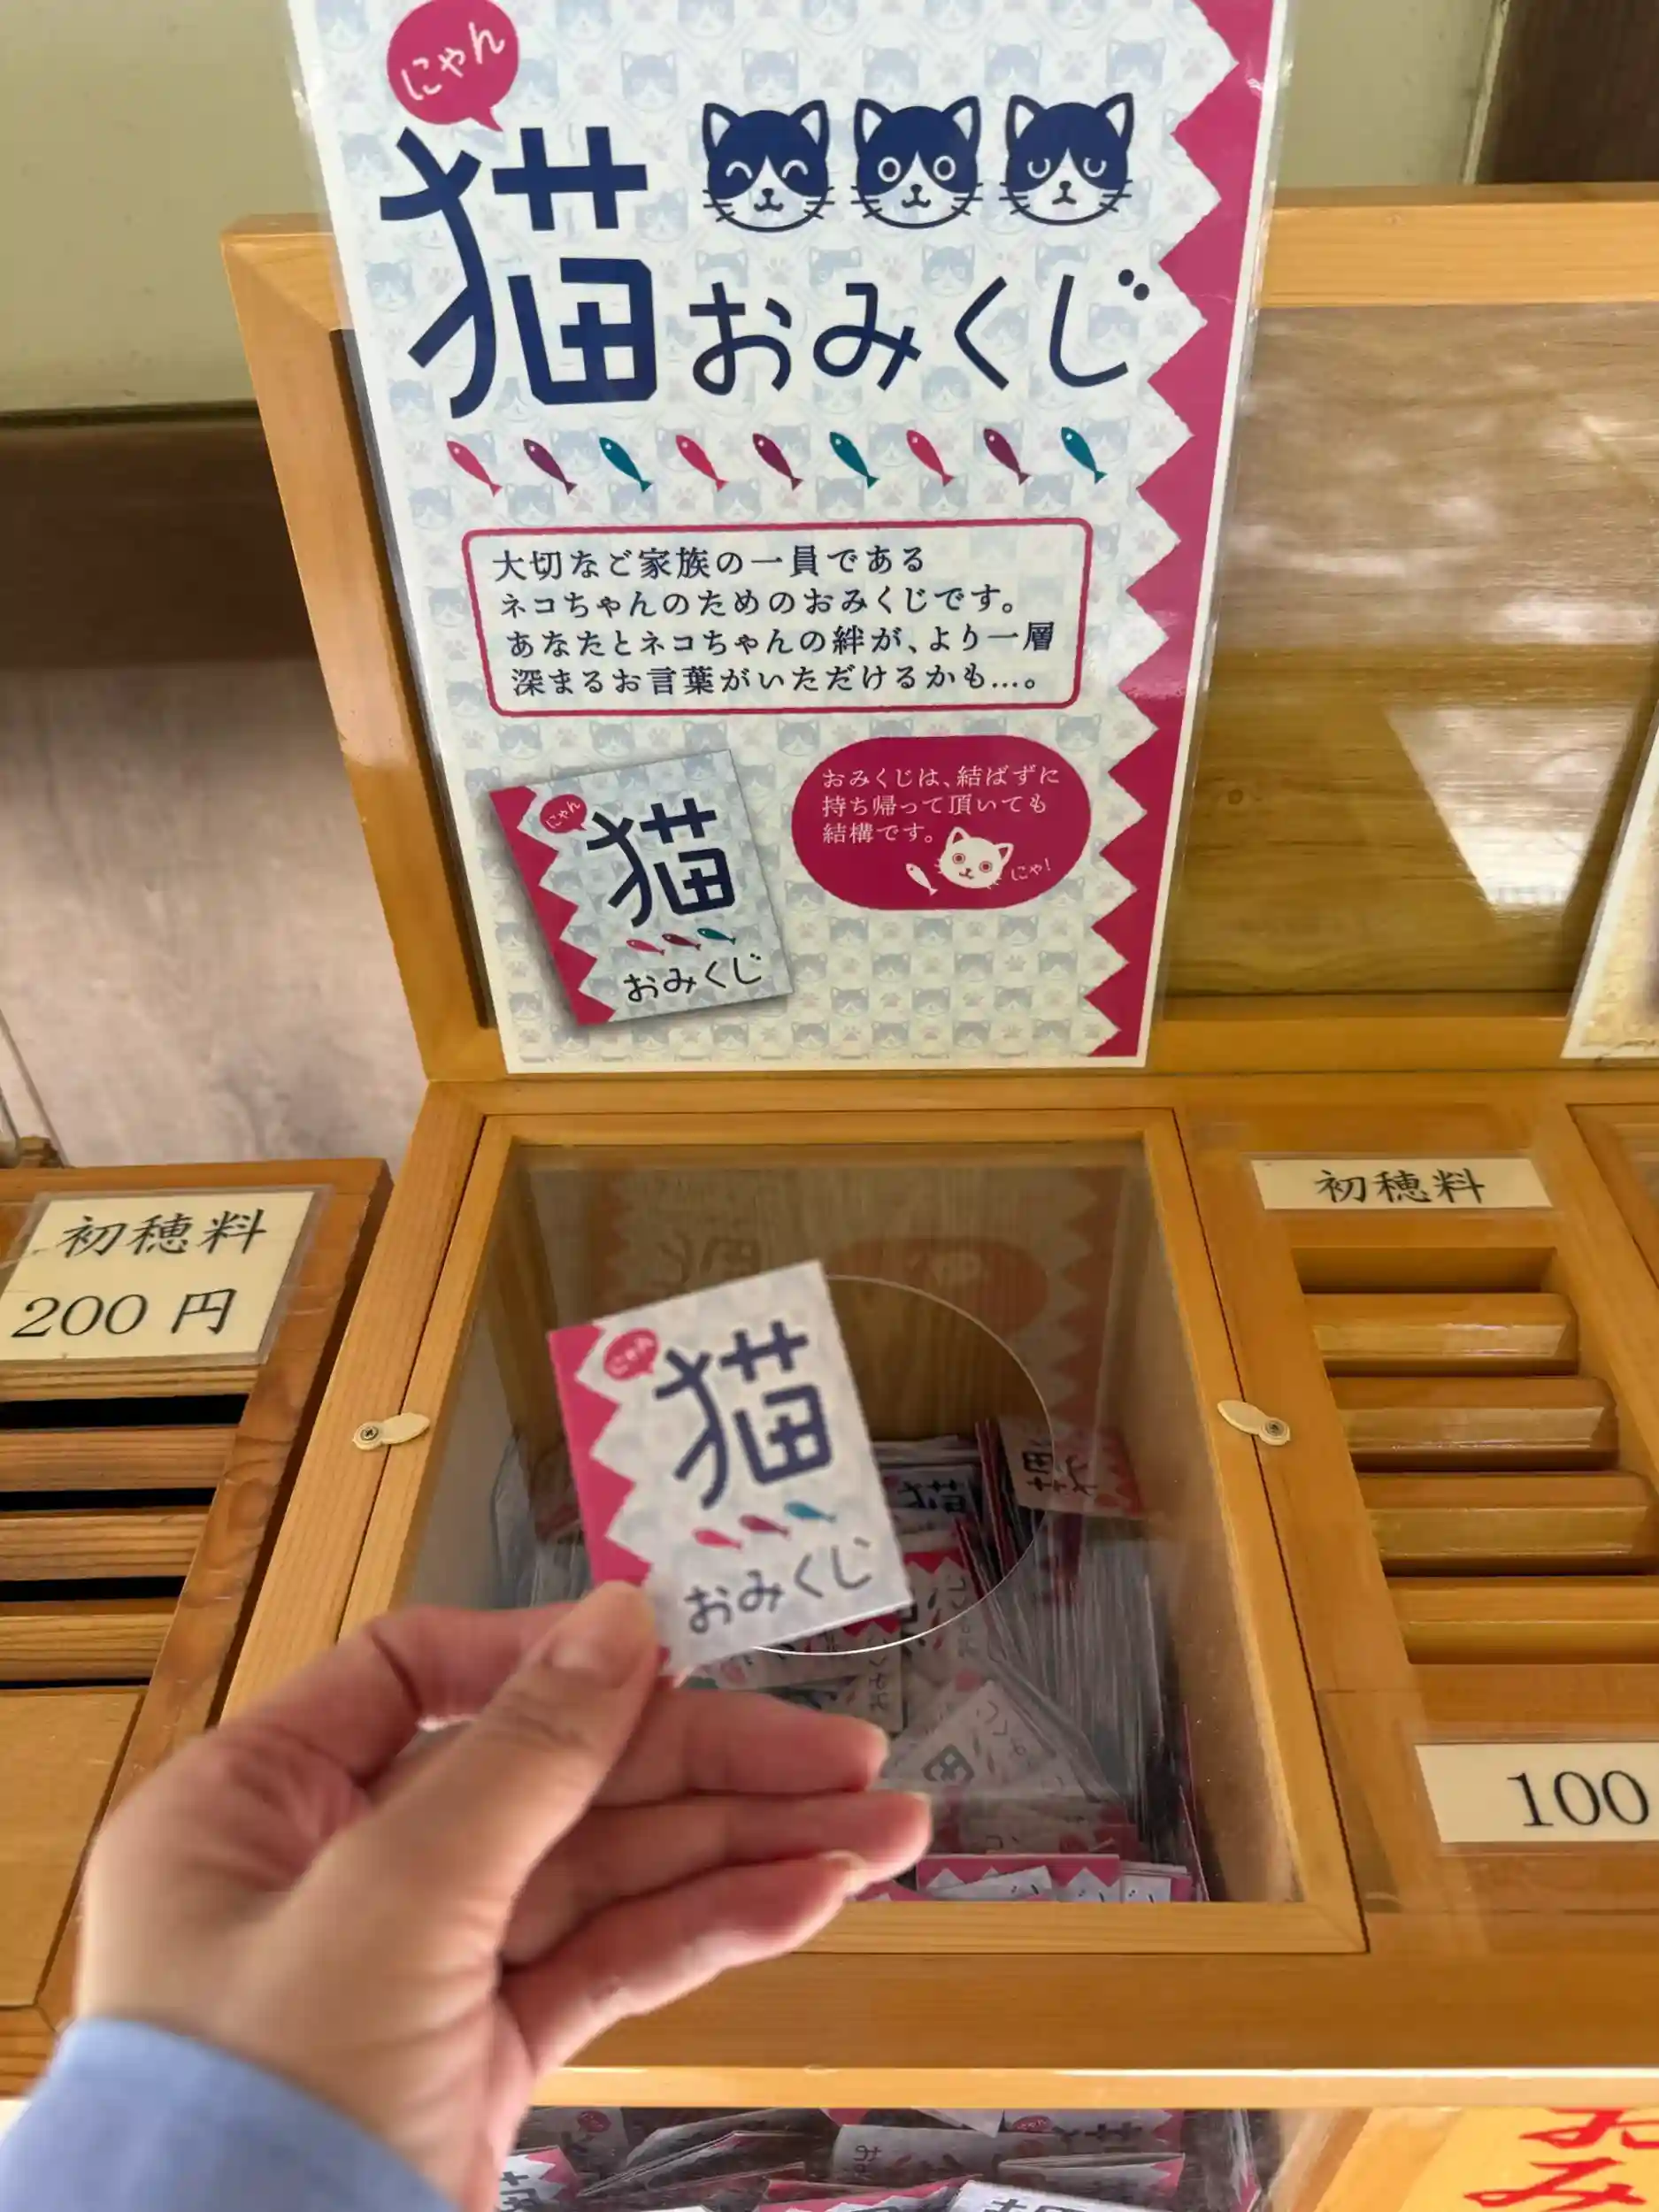 にゃん
猫
おみくじ
大切なご家族の一員である
ネコちゃんのためのおみくじです。
あなたとネコちゃんの絆が、より一層
深まるお言葉がいただけるかも…。
にゃん
猫
おみくじ
おみくじは、結ばずに
持ち帰って頂いても
結構です。
にゃ!
初穂料
200 円
初穂料
100
にゃん
猫
おみくじ
猫
おみ